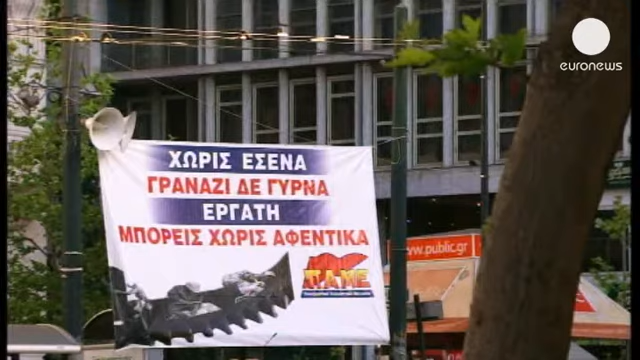 euronews
ΧΩΡΙΣ ΕΣΕΝΑ
ΓΡΑΝΑΖΙ ΔΕ ΓΥΡΝΑ
ΕΡΓΑΤΗ
ΜΠΟΡΕΙΣ ΧΩΡΙΣ ΑΦΕΝΤΙΚΑ
ΠΑΜΕ
www.public.gr